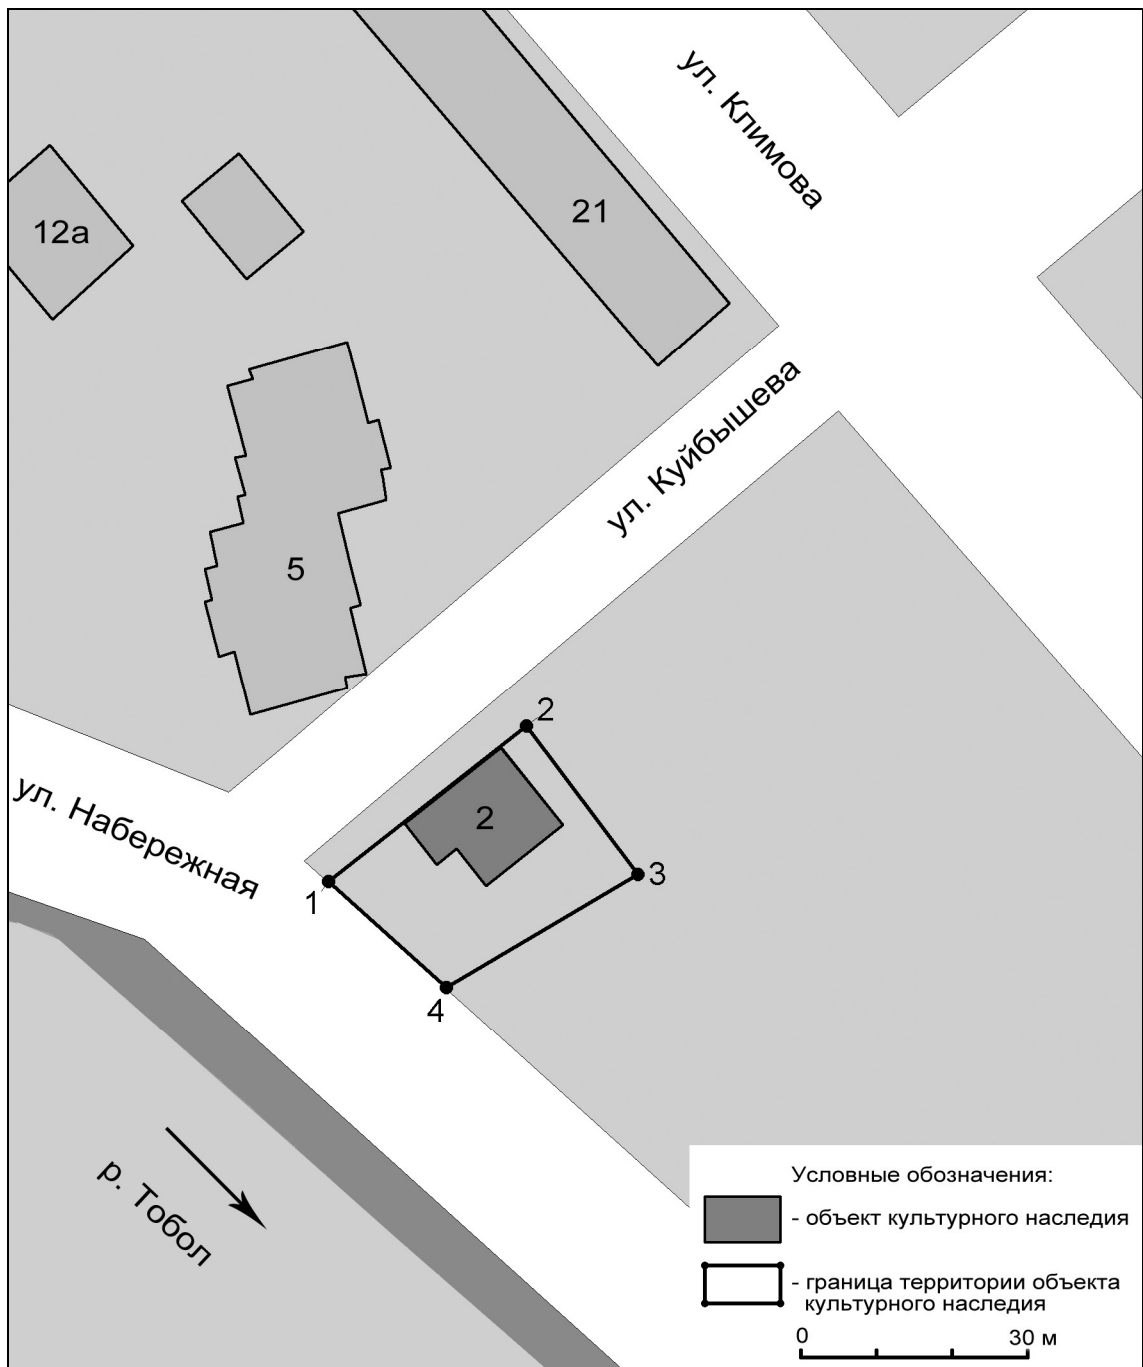 ул. Климова
21
12а
ул. Куйбышева
5
2
2
ул. Набережная
1
3
4
р. Тобол
Условные обозначения:
- объект культурного наследия
- граница территории объекта
культурного наследия
0 30 м